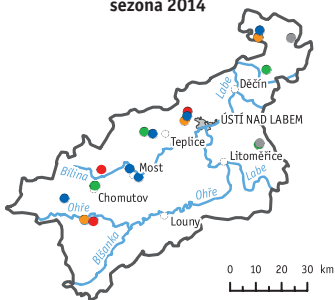 sezona 2014
Labe
Děčín
ÚSTÍ NAD LABEM
Teplice
Litoměřice
Most
Bílina
Labe
Chomutov
Ohře
Ohře
Louny
Blšanka
0 10 20 30 km